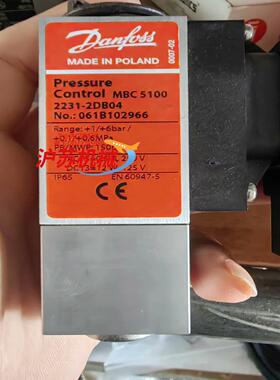 Danfoss
MADE IN POLAND
0007-02
Pressure
Control MBC 5100
2231-2DB04
No.: 061B102966
Range: +1/+6bar /
+0,1/+0,6MPa
沪苏机械
IP65 EN 60947-5